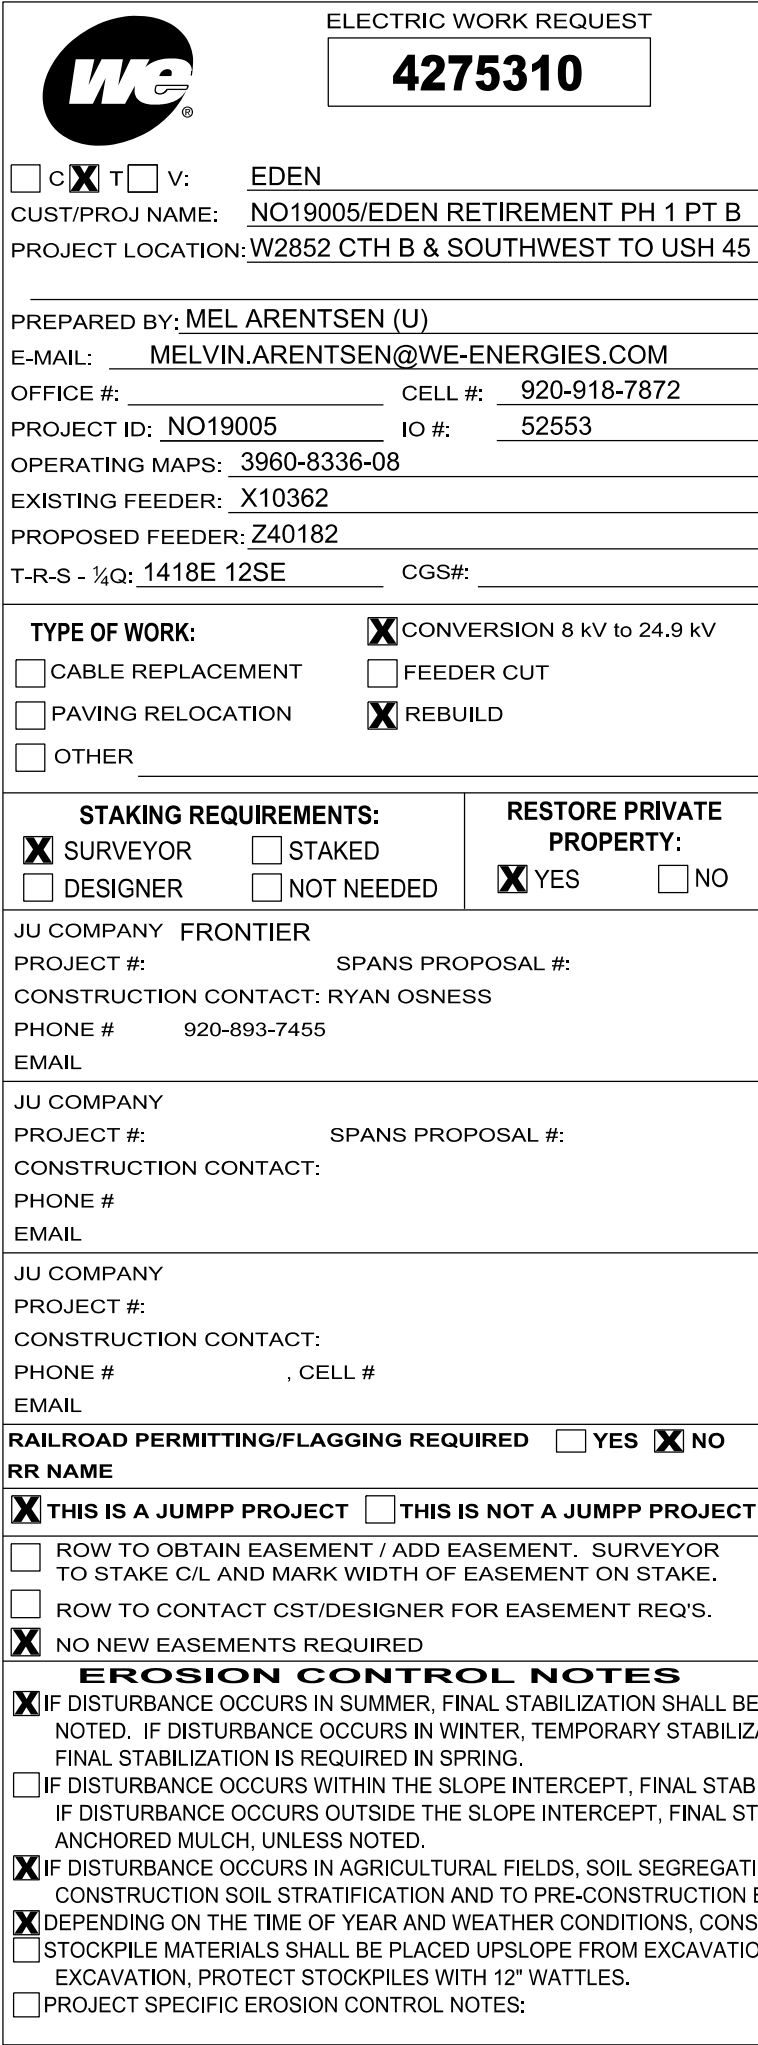 ELECTRIC WORK REQUEST
we®
4275310
C X T V: EDEN
CUST/PROJ NAME: NO19005/EDEN RETIREMENT PH 1 PT B
PROJECT LOCATION: W2852 CTH B & SOUTHWEST TO USH 45
PREPARED BY: MEL ARENTSEN (U)
E-MAIL: MELVIN.ARENTSEN@WE-ENERGIES.COM
OFFICE #: CELL #: 920-918-7872
PROJECT ID: NO19005 IO #: 52553
OPERATING MAPS: 3960-8336-08
EXISTING FEEDER: X10362
PROPOSED FEEDER: Z40182
T-R-S - ¼Q: 1418E 12SE CGS#:
TYPE OF WORK: X CONVERSION 8 kV to 24.9 kV
CABLE REPLACEMENT FEEDER CUT
PAVING RELOCATION X REBUILD
OTHER
STAKING REQUIREMENTS:
X SURVEYOR STAKED
DESIGNER NOT NEEDED
RESTORE PRIVATE
PROPERTY:
X YES NO
JU COMPANY FRONTIER
PROJECT #: SPANS PROPOSAL #:
CONSTRUCTION CONTACT: RYAN OSNESS
PHONE # 920-893-7455
EMAIL
JU COMPANY
PROJECT #: SPANS PROPOSAL #:
CONSTRUCTION CONTACT:
PHONE #
EMAIL
JU COMPANY
PROJECT #:
CONSTRUCTION CONTACT:
PHONE # , CELL #
EMAIL
RAILROAD PERMITTING/FLAGGING REQUIRED YES X NO
RR NAME
X THIS IS A JUMPP PROJECT THIS IS NOT A JUMPP PROJECT
ROW TO OBTAIN EASEMENT / ADD EASEMENT. SURVEYOR
TO STAKE C/L AND MARK WIDTH OF EASEMENT ON STAKE.
ROW TO CONTACT CST/DESIGNER FOR EASEMENT REQ'S.
X NO NEW EASEMENTS REQUIRED
EROSION CONTROL NOTES
X IF DISTURBANCE OCCURS IN SUMMER, FINAL STABILIZATION SHALL BE
NOTED. IF DISTURBANCE OCCURS IN WINTER, TEMPORARY STABILIZA
FINAL STABILIZATION IS REQUIRED IN SPRING.
IF DISTURBANCE OCCURS WITHIN THE SLOPE INTERCEPT, FINAL STAB
IF DISTURBANCE OCCURS OUTSIDE THE SLOPE INTERCEPT, FINAL ST
ANCHORED MULCH, UNLESS NOTED.
X IF DISTURBANCE OCCURS IN AGRICULTURAL FIELDS, SOIL SEGREGATI
CONSTRUCTION SOIL STRATIFICATION AND TO PRE-CONSTRUCTION E
X DEPENDING ON THE TIME OF YEAR AND WEATHER CONDITIONS, CONS
STOCKPILE MATERIALS SHALL BE PLACED UPSLOPE FROM EXCAVATIO
EXCAVATION, PROTECT STOCKPILES WITH 12" WATTLES.
PROJECT SPECIFIC EROSION CONTROL NOTES: